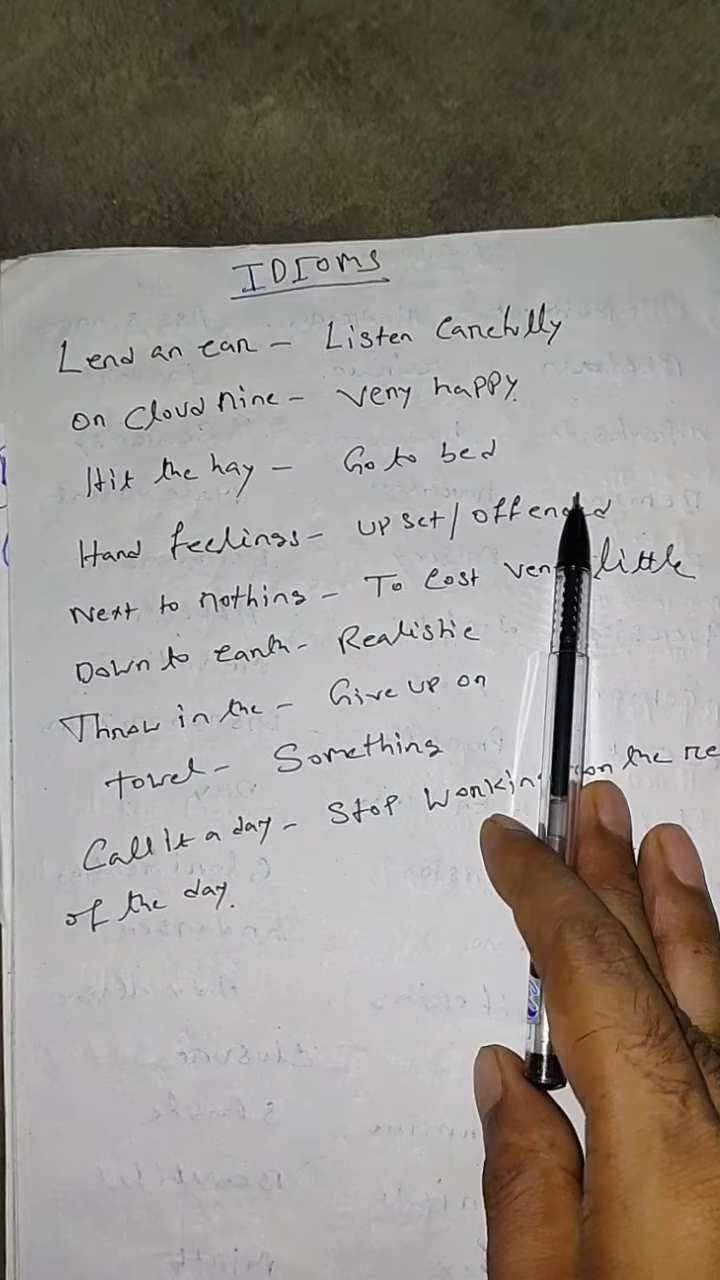 IDIOMS
Lend an ear - Listen Carefully
On Cloud nine - Very happy.
Hit the hay - Go to bed
Hard feelings - upset/offended
Next to nothing - To Cost very little
Down to earth - Realistic
Throw in the - Give up on
towel - Something
Call it a day - Stop working on the re
of the day.